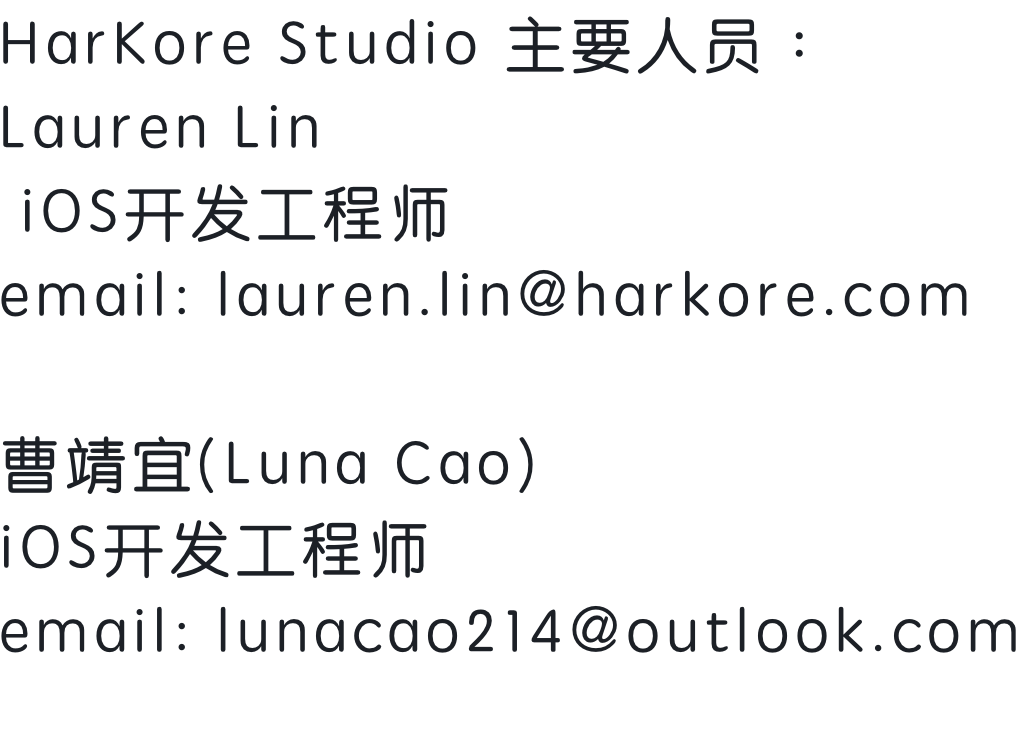 HarKore Studio 主要人员：
Lauren Lin
iOS开发工程师
email: lauren.lin@harkore.com
曹靖宜(Luna Cao)
iOS开发工程师
email: lunacao214@outlook.com